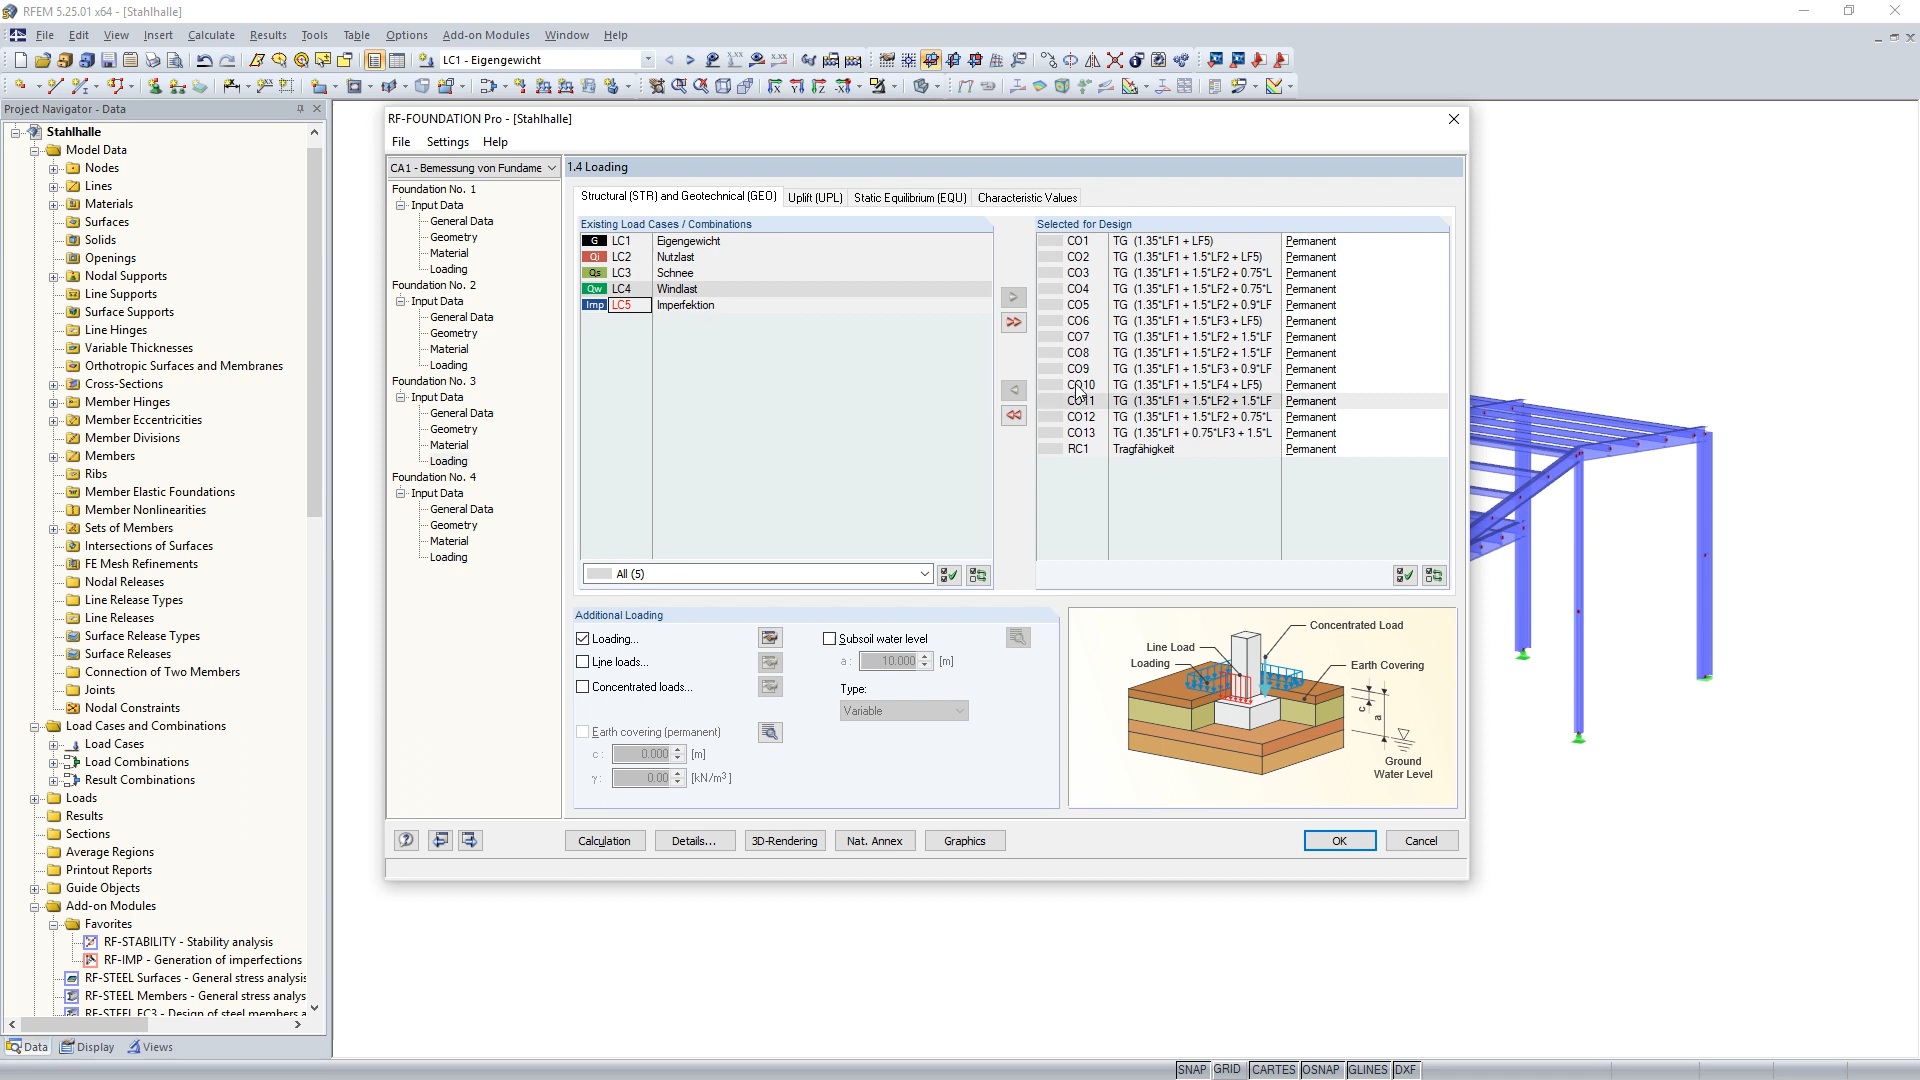 RFEM 5.25.01 x64 - [Stahlhalle]
File Edit View Insert Calculate Results Tools Table Options Add-on Modules Window Help
LC1 - Eigengewicht
Project Navigator - Data
Stahlhalle
Model Data
Nodes
Lines
Materials
Surfaces
Solids
Openings
Nodal Supports
Line Supports
Surface Supports
Line Hinges
Variable Thicknesses
Orthotropic Surfaces and Membranes
Cross-Sections
Member Hinges
Member Eccentricities
Member Divisions
Members
Ribs
Member Elastic Foundations
Member Nonlinearities
Sets of Members
Intersections of Surfaces
FE Mesh Refinements
Nodal Releases
Line Release Types
Line Releases
Surface Release Types
Surface Releases
Connection of Two Members
Joints
Nodal Constraints
Load Cases and Combinations
Load Cases
Load Combinations
Result Combinations
Loads
Results
Sections
Average Regions
Printout Reports
Guide Objects
Add-on Modules
Favorites
RF-STABILITY - Stability analysis
RF-IMP - Generation of imperfections
RF-STEEL Surfaces - General stress analysis
RF-STEEL Members - General stress analys
RF-STEEL EC3 - Design of steel members a
Data Display Views
RF-FOUNDATION Pro - [Stahlhalle]
File Settings Help
CA1 - Bemessung von Fundame
Foundation No. 1
Input Data
General Data
Geometry
Material
Loading
Foundation No. 2
Input Data
General Data
Geometry
Material
Loading
Foundation No. 3
Input Data
General Data
Geometry
Material
Loading
Foundation No. 4
Input Data
General Data
Geometry
Material
Loading
1.4 Loading
Structural (STR) and Geotechnical (GEO) Uplift (UPL) Static Equilibrium (EQU) Characteristic Values
Existing Load Cases / Combinations
G LC1 Eigengewicht
Qi LC2 Nutzlast
Qs LC3 Schnee
Qw LC4 Windlast
Imp LC5 Imperfektion
All (5)
Selected for Design
CO1 TG (1.35*LF1 + LF5) Permanent
CO2 TG (1.35*LF1 + 1.5*LF2 + LF5) Permanent
CO3 TG (1.35*LF1 + 1.5*LF2 + 0.75*L Permanent
CO4 TG (1.35*LF1 + 1.5*LF2 + 0.75*L Permanent
CO5 TG (1.35*LF1 + 1.5*LF2 + 0.9*LF Permanent
CO6 TG (1.35*LF1 + 1.5*LF3 + LF5) Permanent
CO7 TG (1.35*LF1 + 1.5*LF2 + 1.5*LF Permanent
CO8 TG (1.35*LF1 + 1.5*LF2 + 1.5*LF Permanent
CO9 TG (1.35*LF1 + 1.5*LF3 + 0.9*LF Permanent
CO10 TG (1.35*LF1 + 1.5*LF4 + LF5) Permanent
CO11 TG (1.35*LF1 + 1.5*LF2 + 1.5*LF Permanent
CO12 TG (1.35*LF1 + 1.5*LF2 + 0.75*L Permanent
CO13 TG (1.35*LF1 + 0.75*LF3 + 1.5*L Permanent
RC1 Tragfähigkeit Permanent
Additional Loading
Loading...
Line loads...
Concentrated loads...
Earth covering (permanent)
c: 0.000 [m]
γ: 0.00 [kN/m³]
Subsoil water level
a: 10.000 [m]
Type:
Variable
Concentrated Load
Line Load
Loading
Earth Covering
c
a
Ground
Water Level
Calculation Details... 3D-Rendering Nat. Annex Graphics OK Cancel
SNAP GRID CARTES OSNAP GLINES DXF